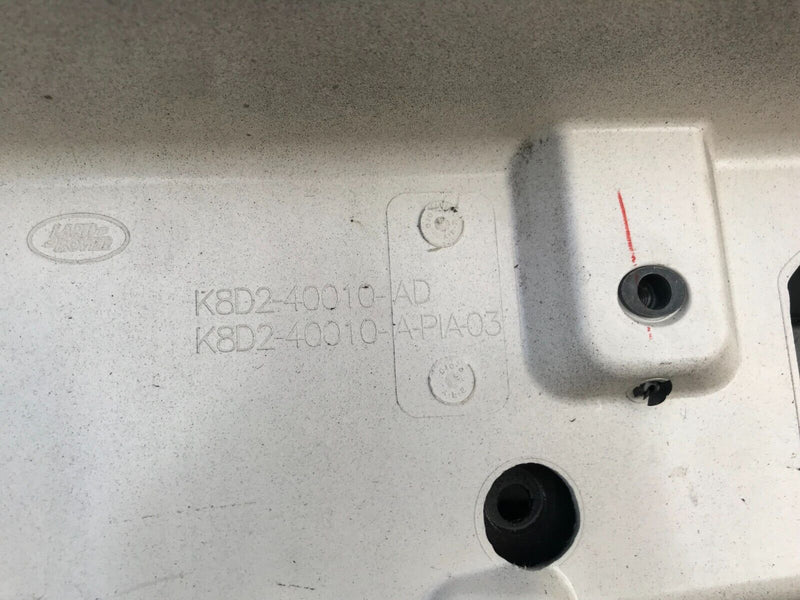 LAND
ROVER
K8D2-40010-AD
K8D2-40010-A-PIA-03